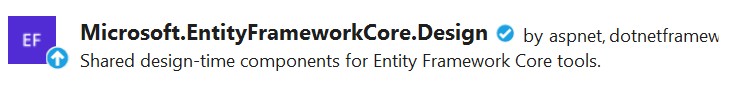 EF Microsoft.EntityFrameworkCore.Design by aspnet, dotnetframew
Shared design-time components for Entity Framework Core tools.